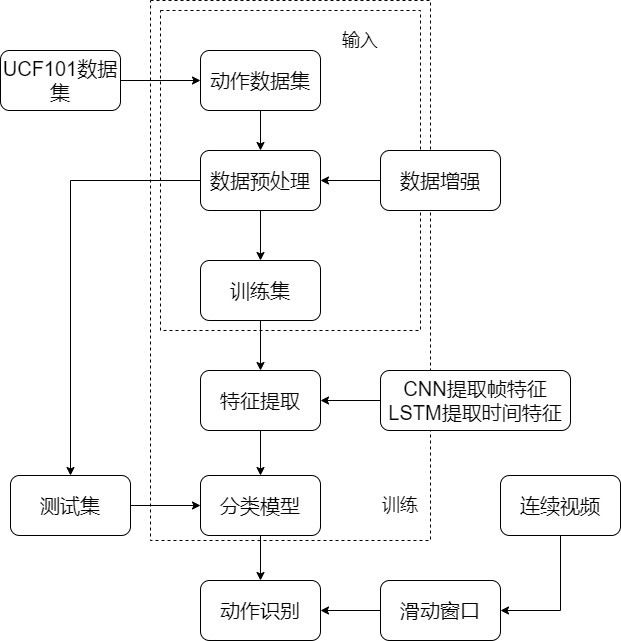 输入
UCF101数据
集
动作数据集
数据预处理
数据增强
训练集
特征提取
CNN提取帧特征
LSTM提取时间特征
测试集
分类模型
训练
连续视频
动作识别
滑动窗口